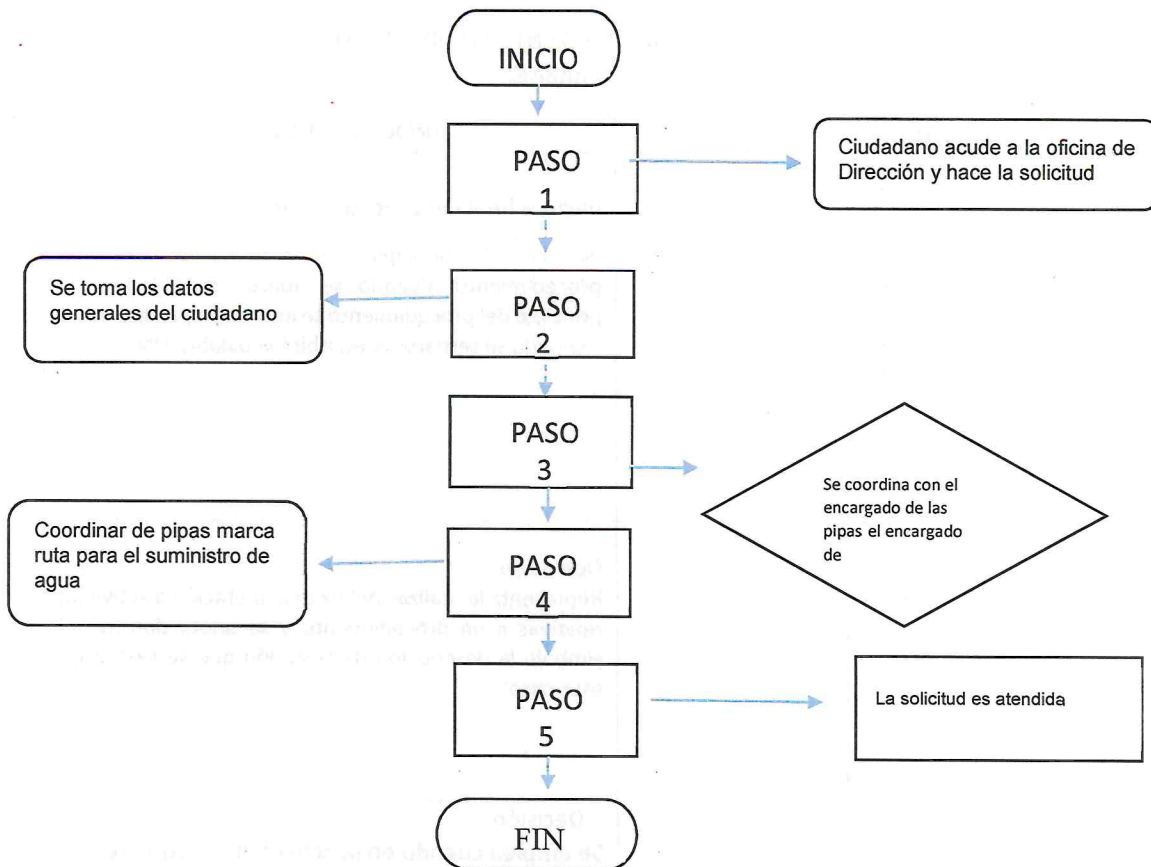 INICIO
PASO
1
Ciudadano acude a la oficina de
Dirección y hace la solicitud
Se toma los datos
generales del ciudadano
PASO
2
PASO
3
Se coordina con el
encargado de las
pipas el encargado
de
Coordinar de pipas marca
ruta para el suministro de
agua
PASO
4
PASO
5
La solicitud es atendida
FIN